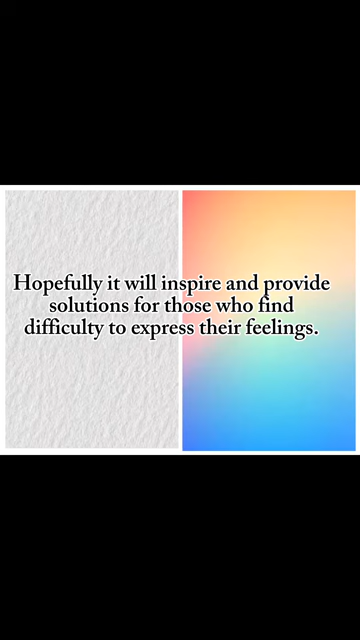 Hopefully it will inspire and provide
solutions for those who find
difficulty to express their feelings.